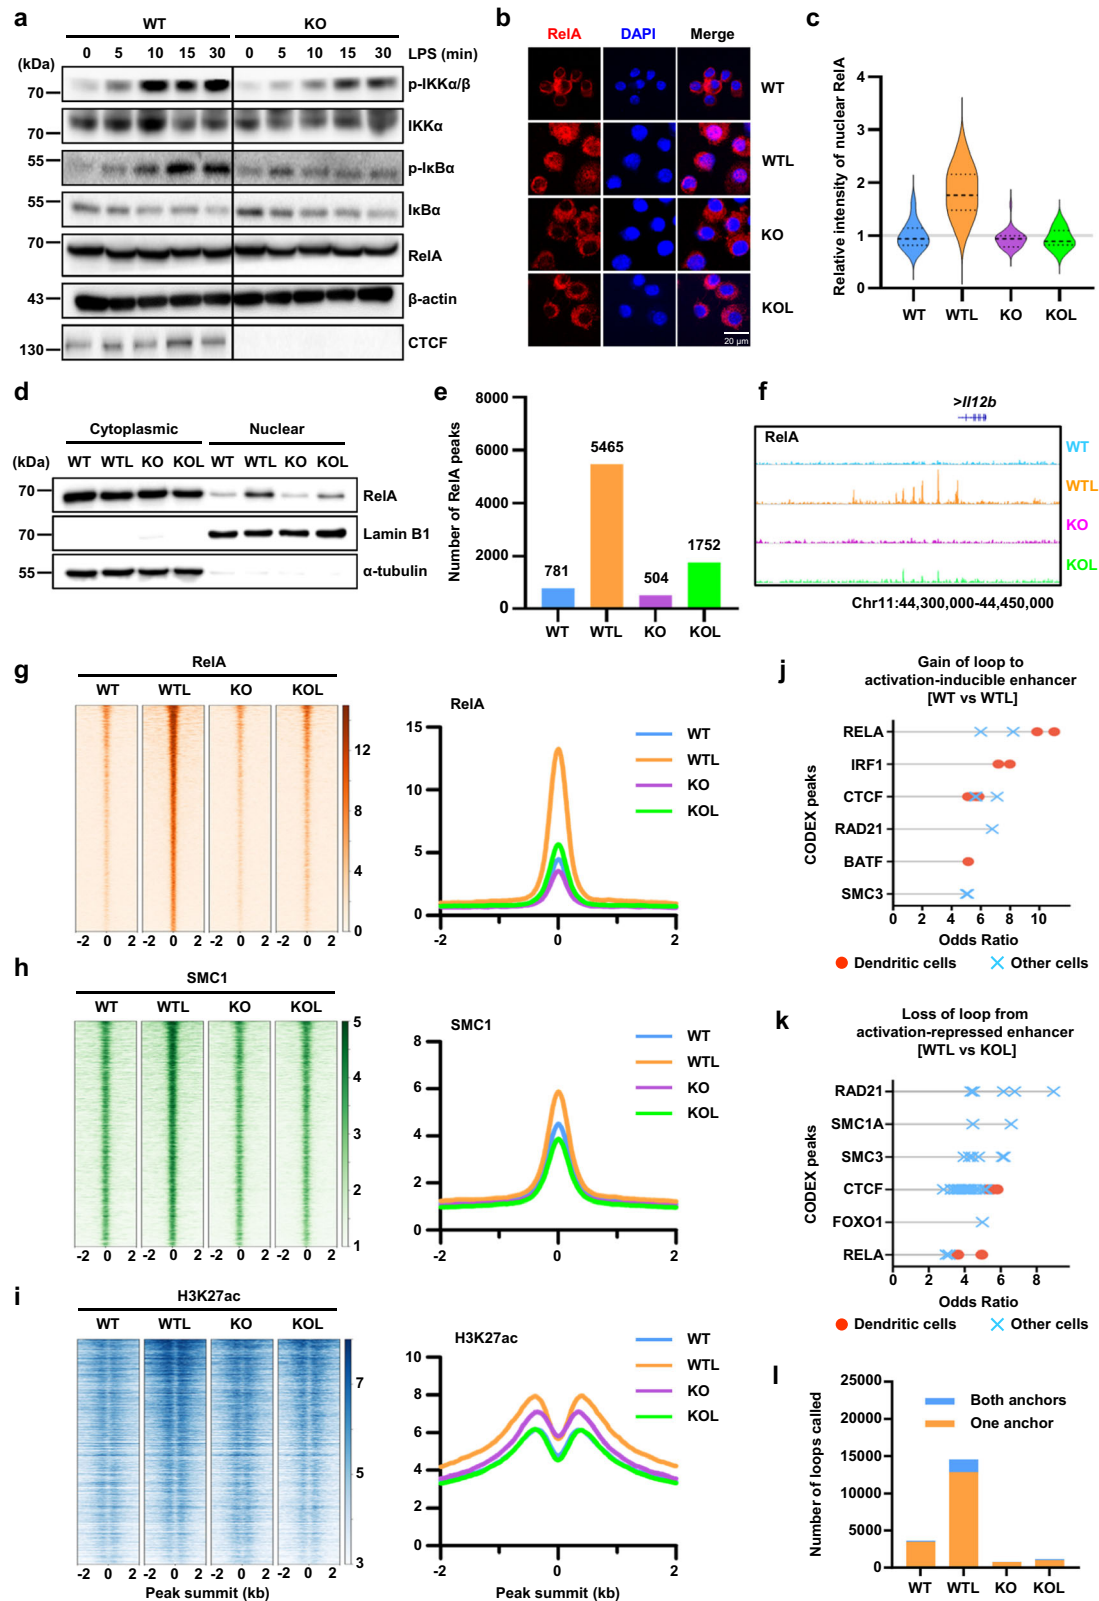 a
WT KO
0 5 10 15 30 0 5 10 15 30 LPS (min)
(kDa)
70 p-IKKα/β
70 IKKα
55 p-IκBα
55 IκBα
70 RelA
43 β-actin
130 CTCF
b
RelA DAPI Merge
WT
WTL
KO
KOL
20 μm
c
Relative intensity of nuclear RelA
4
3
2
1
0
WT WTL KO KOL
d
Cytoplasmic Nuclear
(kDa) WT WTL KO KOL WT WTL KO KOL
70 RelA
70 Lamin B1
55 α-tubulin
e
Number of RelA peaks
8000
6000
4000
2000
0
781 5465 504 1752
WT WTL KO KOL
f
>Il12b
RelA
WT
WTL
KO
KOL
Chr11:44,300,000-44,450,000
g
RelA
WT WTL KO KOL
12
8
4
0
-2 0 2 -2 0 2 -2 0 2 -2 0 2
RelA
15
10
5
0
-2 0 2
WT
WTL
KO
KOL
h
SMC1
WT WTL KO KOL
5
4
3
2
1
-2 0 2 -2 0 2 -2 0 2 -2 0 2
SMC1
8
6
4
2
0
-2 0 2
WT
WTL
KO
KOL
i
H3K27ac
WT WTL KO KOL
7
5
3
-2 0 2 -2 0 2 -2 0 2 -2 0 2
Peak summit (kb)
H3K27ac
10
8
6
4
2
0
-2 0 2
Peak summit (kb)
WT
WTL
KO
KOL
j
Gain of loop to
activation-inducible enhancer
[WT vs WTL]
CODEX peaks
RELA
IRF1
CTCF
RAD21
BATF
SMC3
0 2 4 6 8 10
Odds Ratio
Dendritic cells Other cells
k
Loss of loop from
activation-repressed enhancer
[WTL vs KOL]
CODEX peaks
RAD21
SMC1A
SMC3
CTCF
FOXO1
RELA
0 2 4 6 8
Odds Ratio
Dendritic cells Other cells
l
Number of loops called
25000
20000
15000
10000
5000
0
Both anchors
One anchor
WT WTL KO KOL